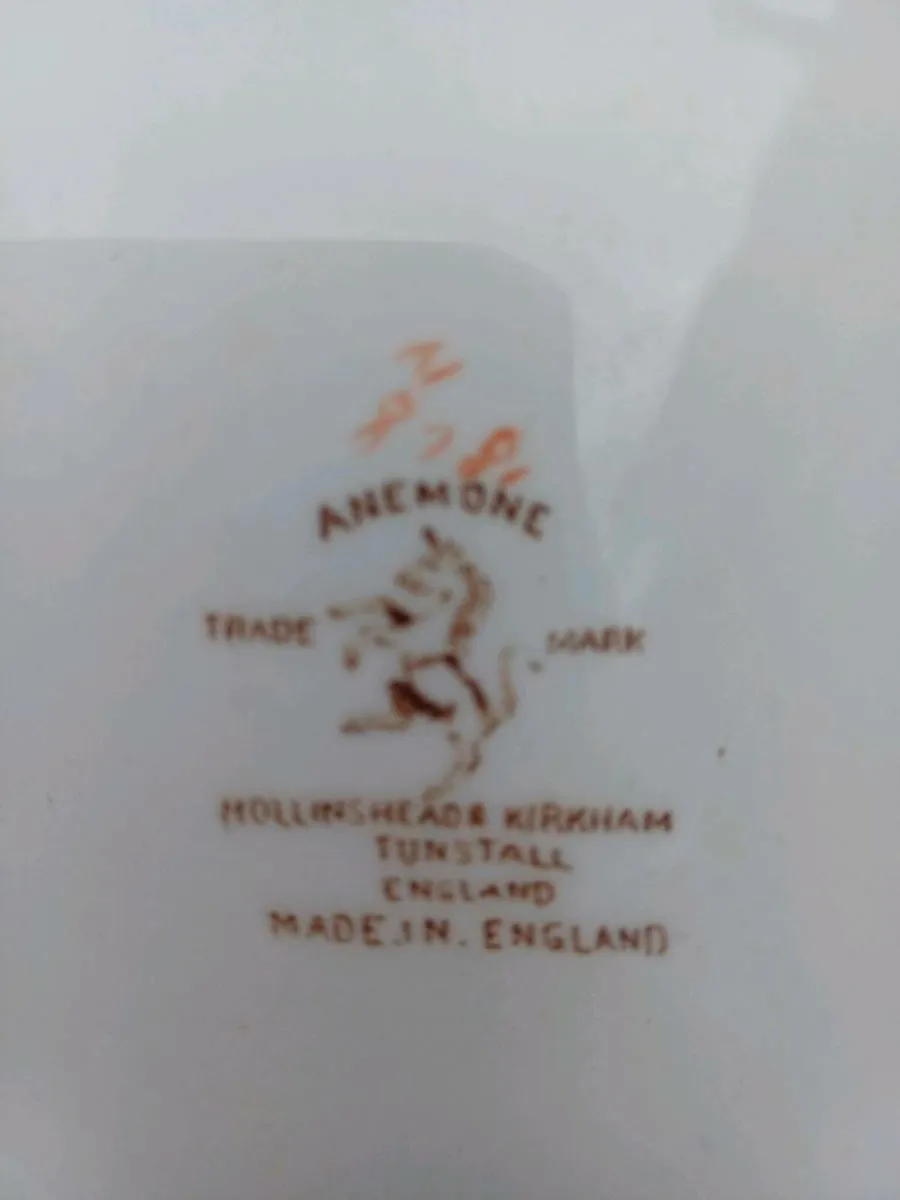 ANEMONE
TRADE MARK
HOLLINSHEAD & KIRKHAM
TUNSTALL
ENGLAND
MADE.IN. ENGLAND